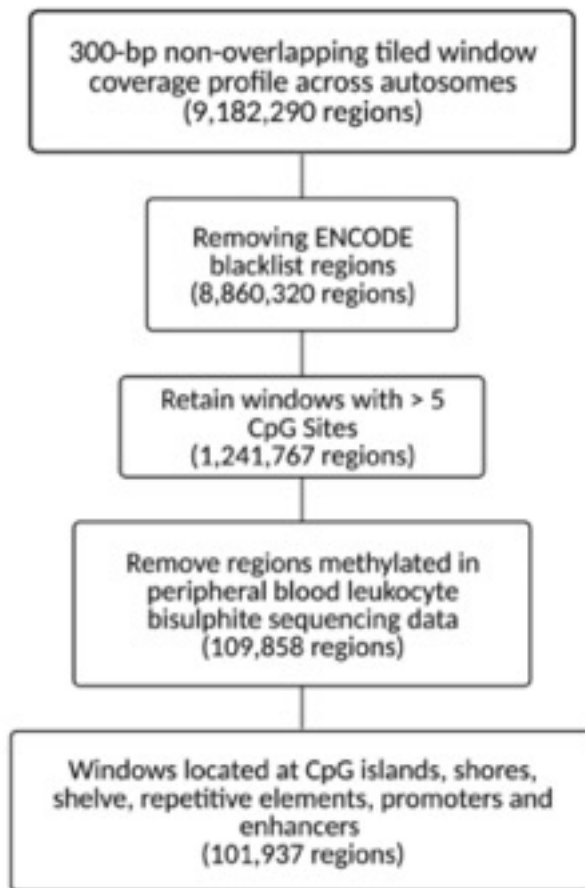 300-bp non-overlapping tiled window
coverage profile across autosomes
(9,182,290 regions)
Removing ENCODE
blacklist regions
(8,860,320 regions)
Retain windows with > 5
CpG Sites
(1,241,767 regions)
Remove regions methylated in
peripheral blood leukocyte
bisulphite sequencing data
(109,858 regions)
Windows located at CpG islands, shores,
shelve, repetitive elements, promoters and
enhancers
(101,937 regions)